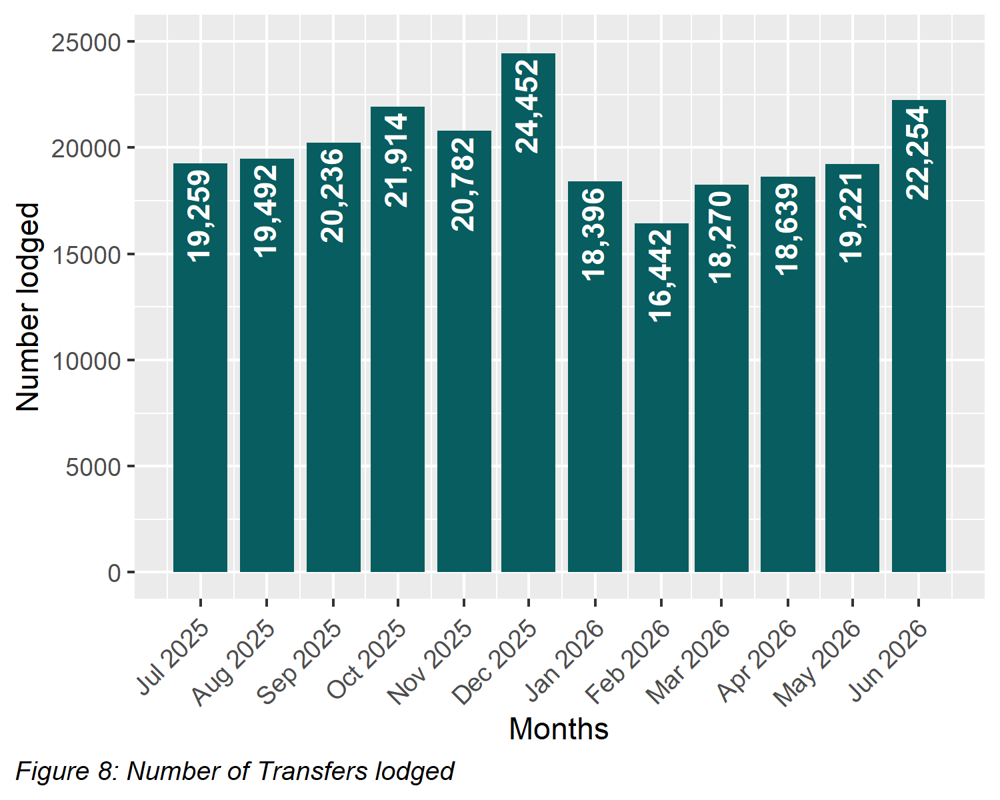 Number lodged
25000
20000
15000
10000
5000
0
19,259
19,492
20,236
21,914
20,782
24,452
18,396
16,442
18,270
18,639
19,221
22,254
Jul 2025
Aug 2025
Sep 2025
Oct 2025
Nov 2025
Dec 2025
Jan 2026
Feb 2026
Mar 2026
Apr 2026
May 2026
Jun 2026
Months
Figure 8: Number of Transfers lodged